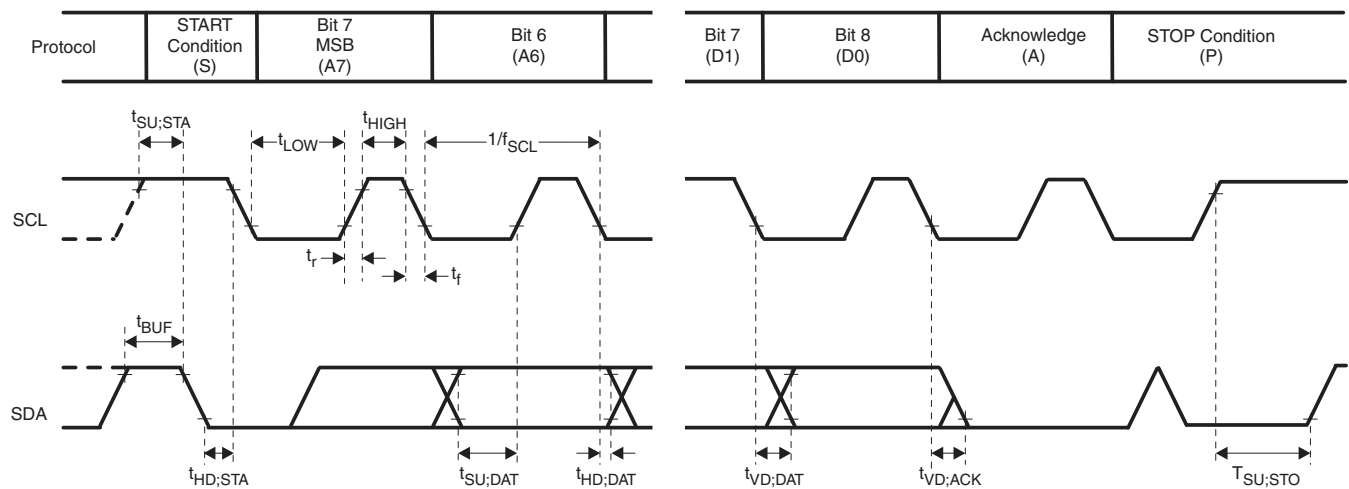 Protocol
START
Condition
(S)
Bit 7
MSB
(A7)
Bit 6
(A6)
Bit 7
(D1)
Bit 8
(D0)
Acknowledge
(A)
STOP Condition
(P)
tSU;STA
tLOW
tHIGH
1/fSCL
SCL
tr
tf
tBUF
SDA
tHD;STA
tSU;DAT
tHD;DAT
tVD;DAT
tVD;ACK
TSU;STO